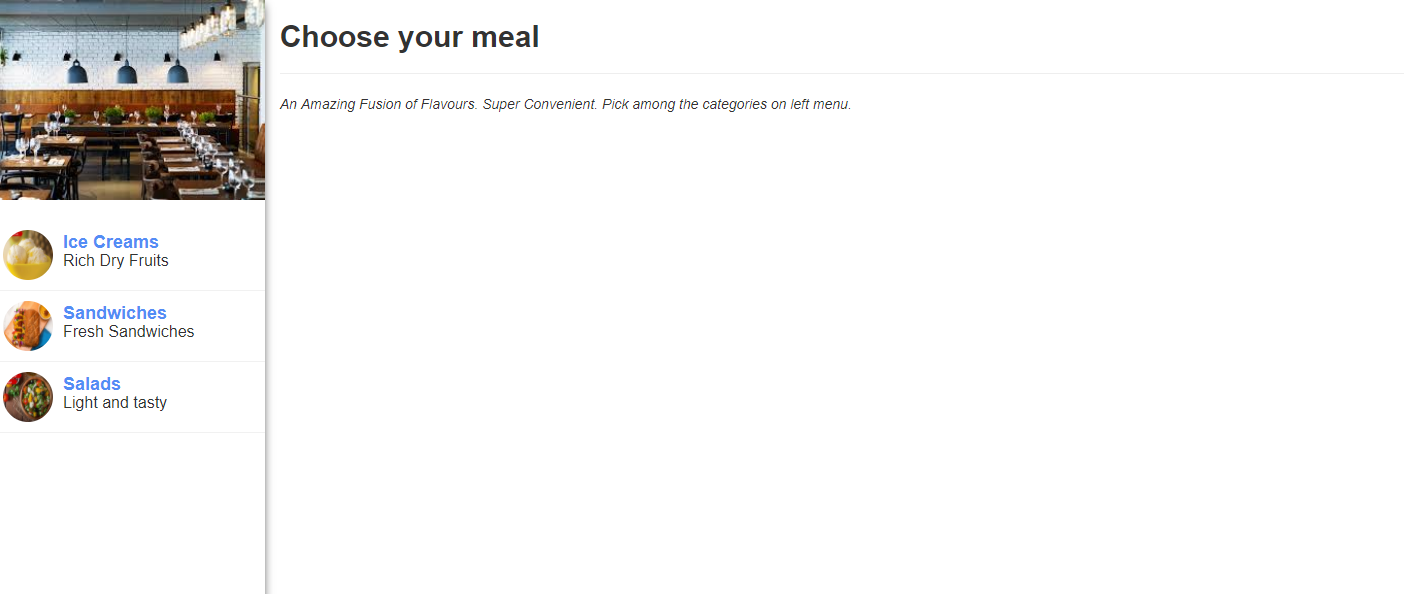 Choose your meal
An Amazing Fusion of Flavours. Super Convenient. Pick among the categories on left menu.
Ice Creams
Rich Dry Fruits
Sandwiches
Fresh Sandwiches
Salads
Light and tasty